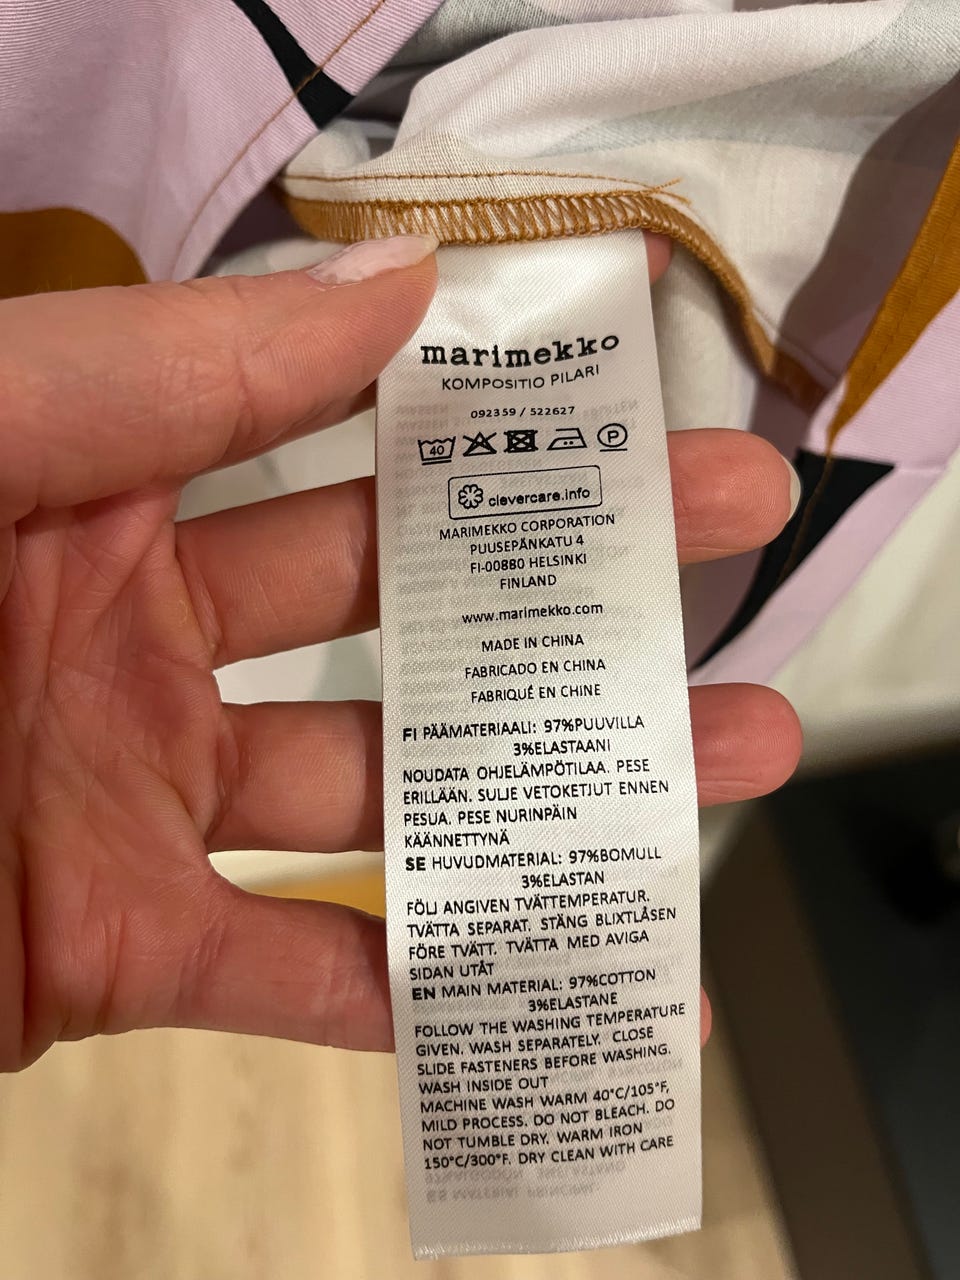 marimekko
KOMPOSITIO PILARI
092359 / 522627
40 P
clevercare.info
MARIMEKKO CORPORATION
PUUSEPÄNKATU 4
FI-00880 HELSINKI
FINLAND
www.marimekko.com
MADE IN CHINA
FABRICADO EN CHINA
FABRIQUÉ EN CHINE
FI PÄÄMATERIAALI: 97%PUUVILLA
3%ELASTAANI
NOUDATA OHJELÄMPÖTILAA. PESE
ERILLÄÄN. SULJE VETOKETJUT ENNEN
PESUA. PESE NURINPÄIN
KÄÄNNETTYNÄ
SE HUVUDMATERIAL: 97%BOMULL
3%ELASTAN
FÖLJ ANGIVEN TVÄTTEMPERATUR.
TVÄTTA SEPARAT. STÄNG BLIXTLÅSEN
FÖRE TVÄTT. TVÄTTA MED AVIGA
SIDAN UTÅT
EN MAIN MATERIAL: 97%COTTON
3%ELASTANE
FOLLOW THE WASHING TEMPERATURE
GIVEN. WASH SEPARATELY. CLOSE
SLIDE FASTENERS BEFORE WASHING.
WASH INSIDE OUT
MACHINE WASH WARM 40°C/105°F,
MILD PROCESS. DO NOT BLEACH. DO
NOT TUMBLE DRY. WARM IRON
150°C/300°F. DRY CLEAN WITH CARE